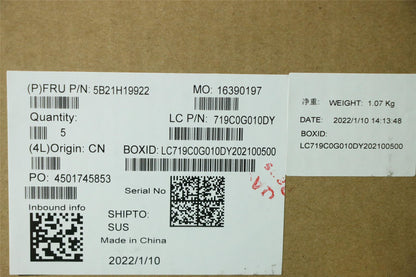 (P)FRU P/N: 5B21H19922
MO: 16390197
Quantity:
5
LC P/N: 719C0G010DY
(4L)Origin: CN
BOXID: LC719C0G010DY202100500
PO: 4501745853
Serial No
Inbound info
SHIPTO:
SUS
Made in China
2022/1/10
净重: WEIGHT: 1.07 Kg
DATE: 2022/1/10 14:13:48
BOXID:
LC719C0G010DY202100500